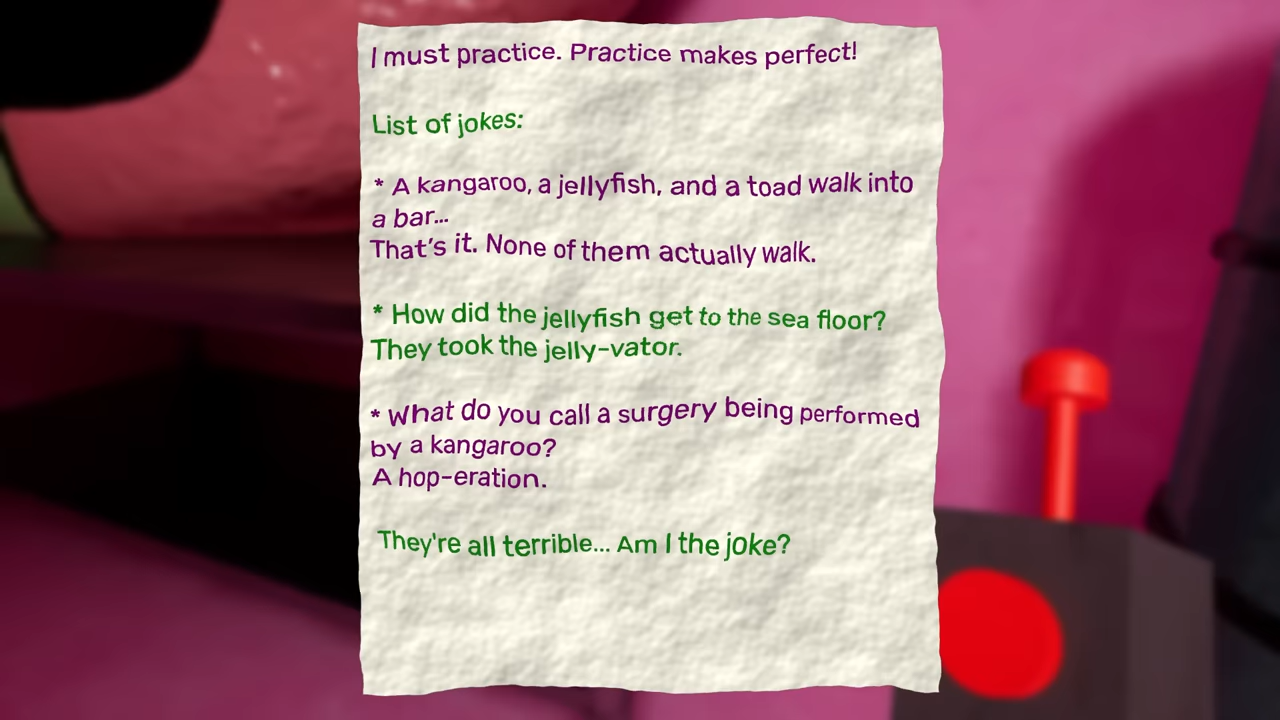 I must practice. Practice makes perfect!
List of jokes:
* A kangaroo, a jellyfish, and a toad walk into
a bar...
That's it. None of them actually walk.
* How did the jellyfish get to the sea floor?
They took the jelly-vator.
* What do you call a surgery being performed
by a kangaroo?
A hop-eration.
They're all terrible... Am I the joke?